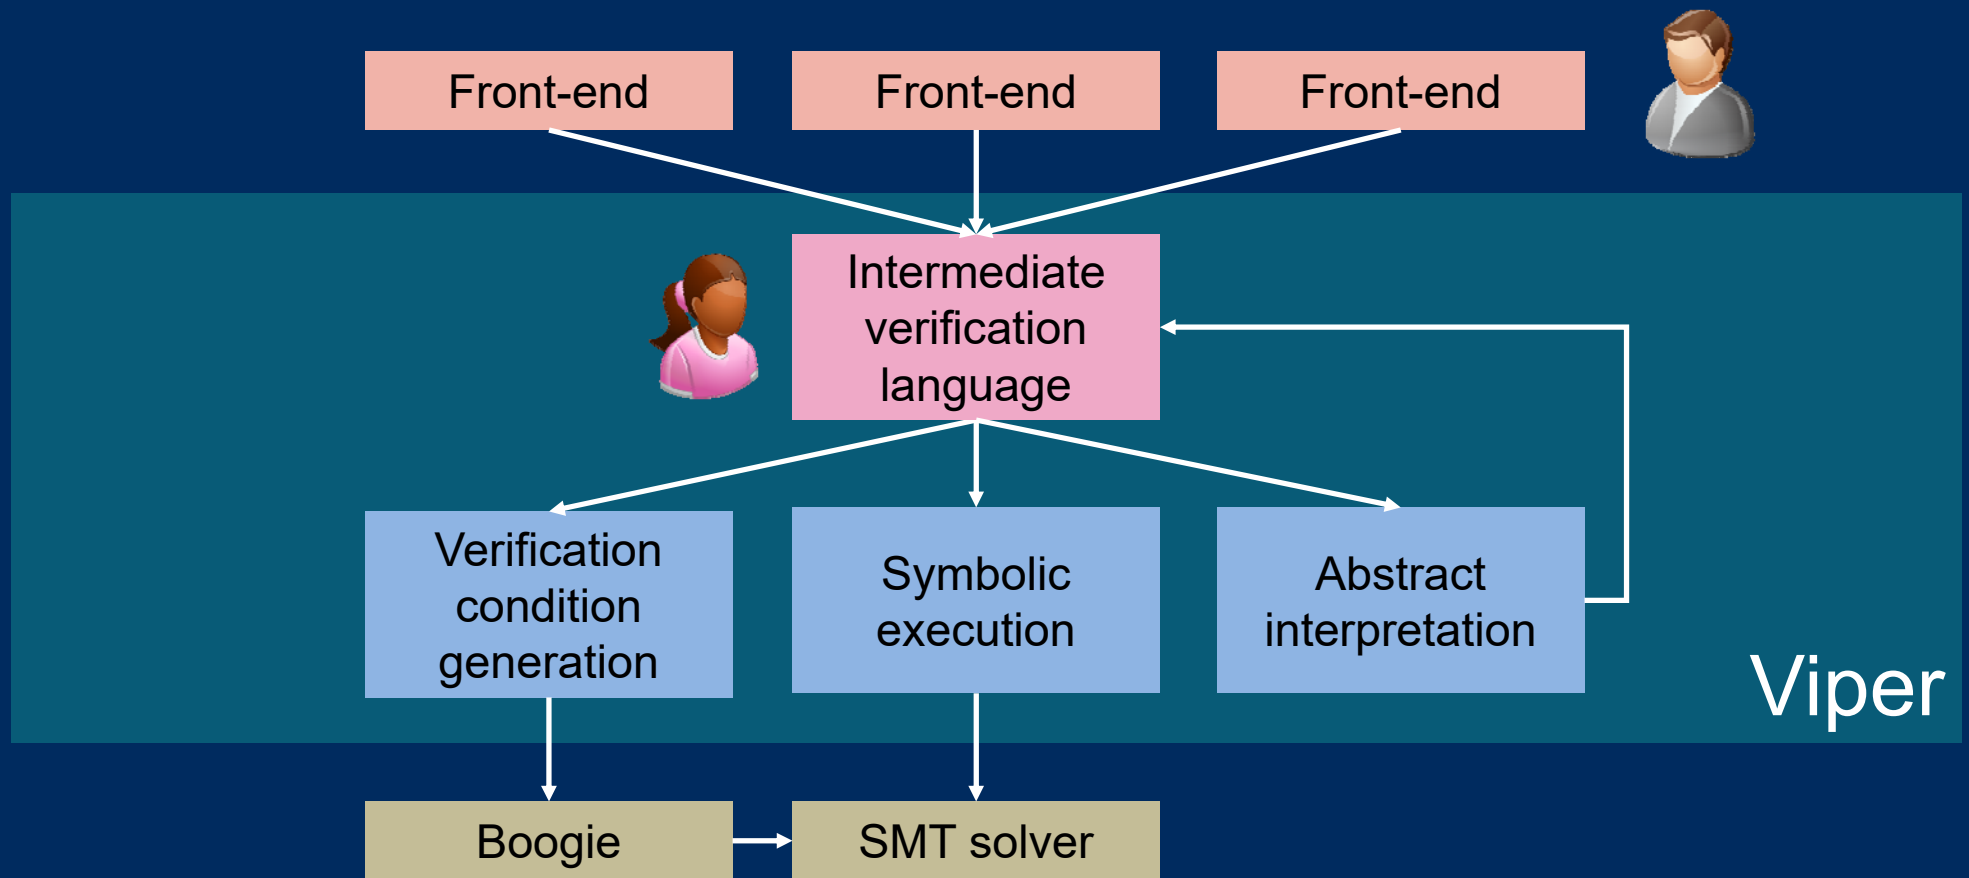 Front-end
Front-end
Front-end
Intermediate
verification
language
Verification
condition
generation
Symbolic
execution
Abstract
interpretation
Viper
Boogie
SMT solver